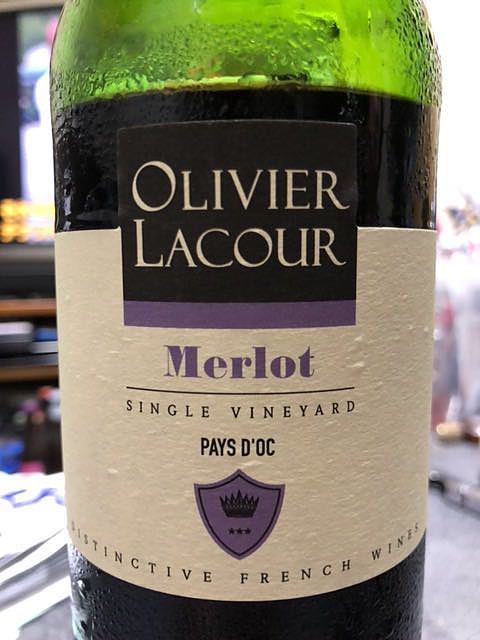 OLIVIER
LACOUR
Merlot
SINGLE VINEYARD
PAYS D'OC
DISTINCTIVE FRENCH WINES